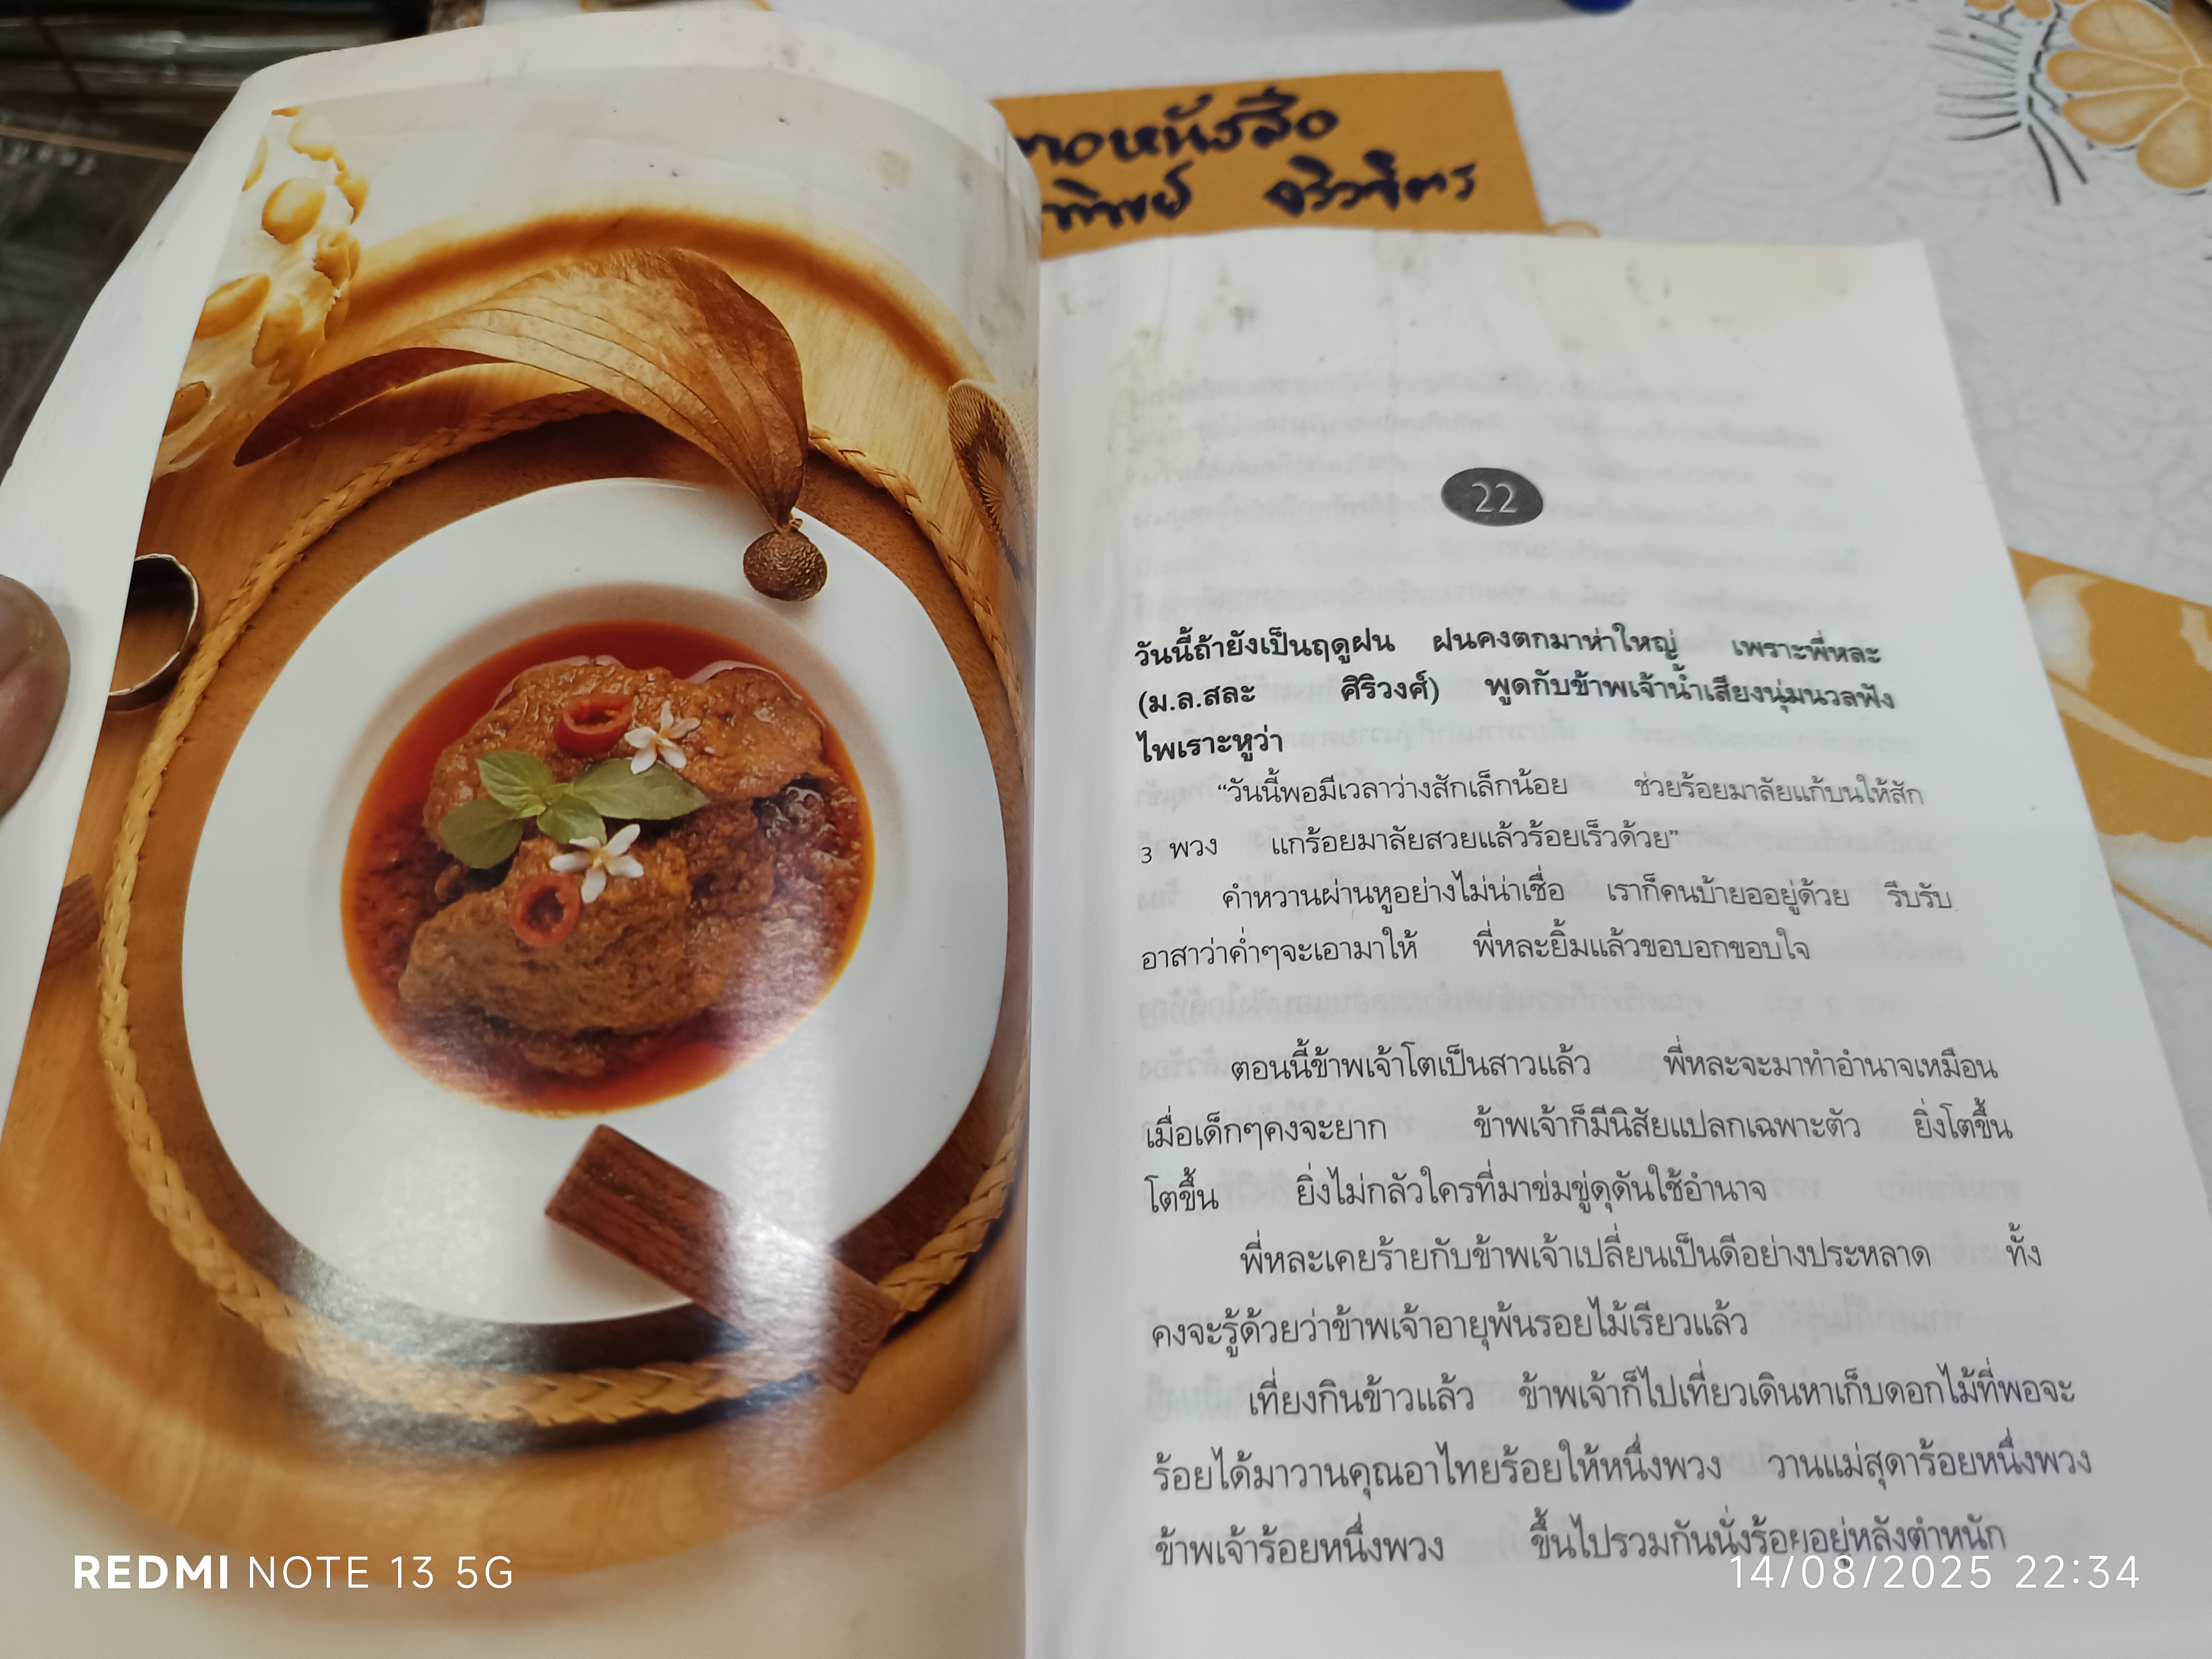 หนังสือ
ทิพย์ จริวจิตร
22
วันนี้ถ้ายังเป็นฤดูฝน ฝนคงตกมาห่าใหญ่ เพราะพี่หละ
(ม.ล.สละ ศิริวงศ์) พูดกับข้าพเจ้าน้ำเสียงนุ่มนวลฟัง
ไพเราะหูว่า
“วันนี้พอมีเวลาว่างสักเล็กน้อย ช่วยร้อยมาลัยแก้บนให้สัก
3 พวง แกร้อยมาลัยสวยแล้วร้อยเร็วด้วย”
คำหวานผ่านหูอย่างไม่น่าเชื่อ เราก็คนบ้ายออยู่ด้วย รีบรับ
อาสาว่าค่ำๆจะเอามาให้ พี่หละยิ้มแล้วขอบอกขอบใจ
ตอนนี้ข้าพเจ้าโตเป็นสาวแล้ว พี่หละจะมาทำอำนาจเหมือน
เมื่อเด็กๆคงจะยาก ข้าพเจ้าก็มีนิสัยแปลกเฉพาะตัว ยิ่งโตขึ้น
โตขึ้น ยิ่งไม่กลัวใครที่มาข่มขู่ดุดันใช้อำนาจ
พี่หละเคยร้ายกับข้าพเจ้าเปลี่ยนเป็นดีอย่างประหลาด ทั้ง
คงจะรู้ด้วยว่าข้าพเจ้าอายุพ้นรอยไม้เรียวแล้ว
เที่ยงกินข้าวแล้ว ข้าพเจ้าก็ไปเที่ยวเดินหาเก็บดอกไม้ที่พอจะ
ร้อยได้มาวานคุณอาไทยร้อยให้หนึ่งพวง วานแม่สุดาร้อยหนึ่งพวง
ข้าพเจ้าร้อยหนึ่งพวง ขึ้นไปรวมกันนั่งร้อยอยู่หลังตำหนัก
REDMI NOTE 13 5G
14/08/2025 22:34